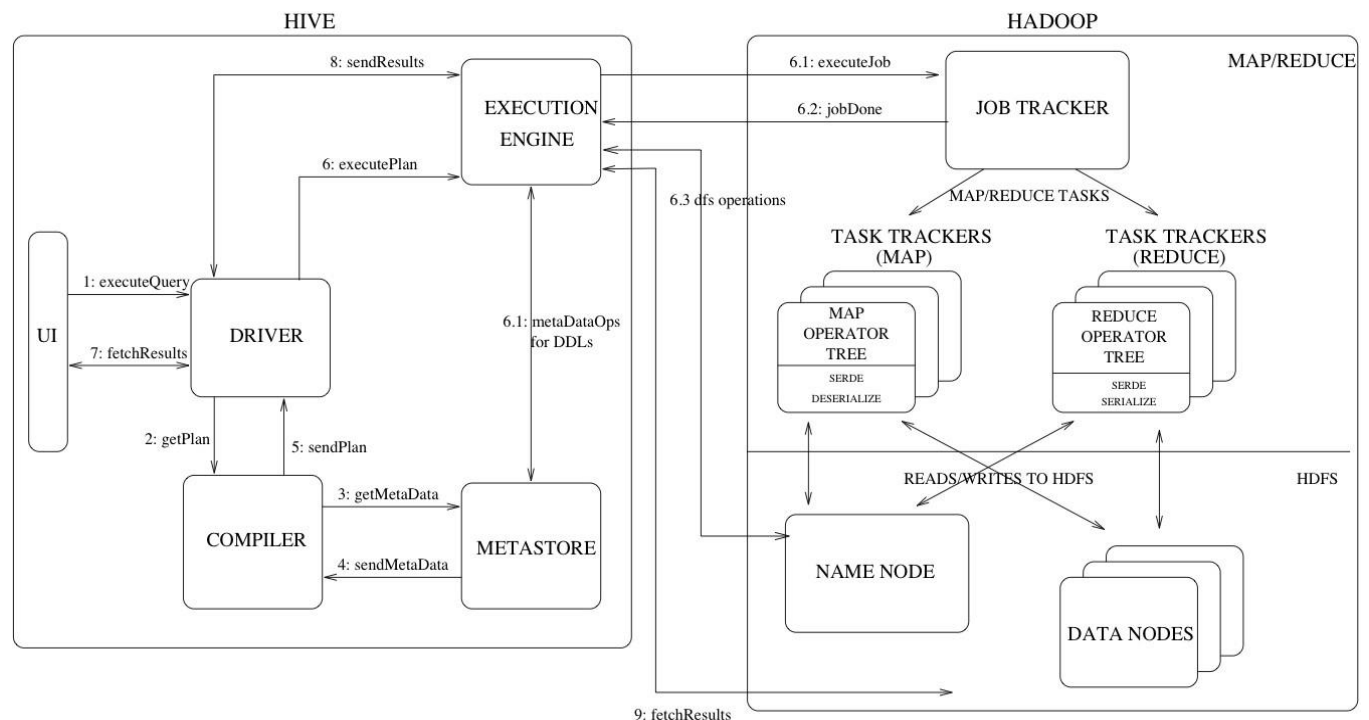 HIVE
HADOOP
MAP/REDUCE
8: sendResults
6.1: executeJob
EXECUTION
ENGINE
JOB TRACKER
6.2: jobDone
6: executePlan
6.3 dfs operations
MAP/REDUCE TASKS
TASK TRACKERS
(MAP)
TASK TRACKERS
(REDUCE)
1: executeQuery
UI
DRIVER
7: fetchResults
6.1: metaDataOps
for DDLs
MAP
OPERATOR
TREE
SERDE
DESERIALIZE
REDUCE
OPERATOR
TREE
SERDE
SERIALIZE
2: getPlan
5: sendPlan
READS/WRITES TO HDFS
HDFS
3: getMetaData
COMPILER
METASTORE
4: sendMetaData
NAME NODE
DATA NODES
9: fetchResults